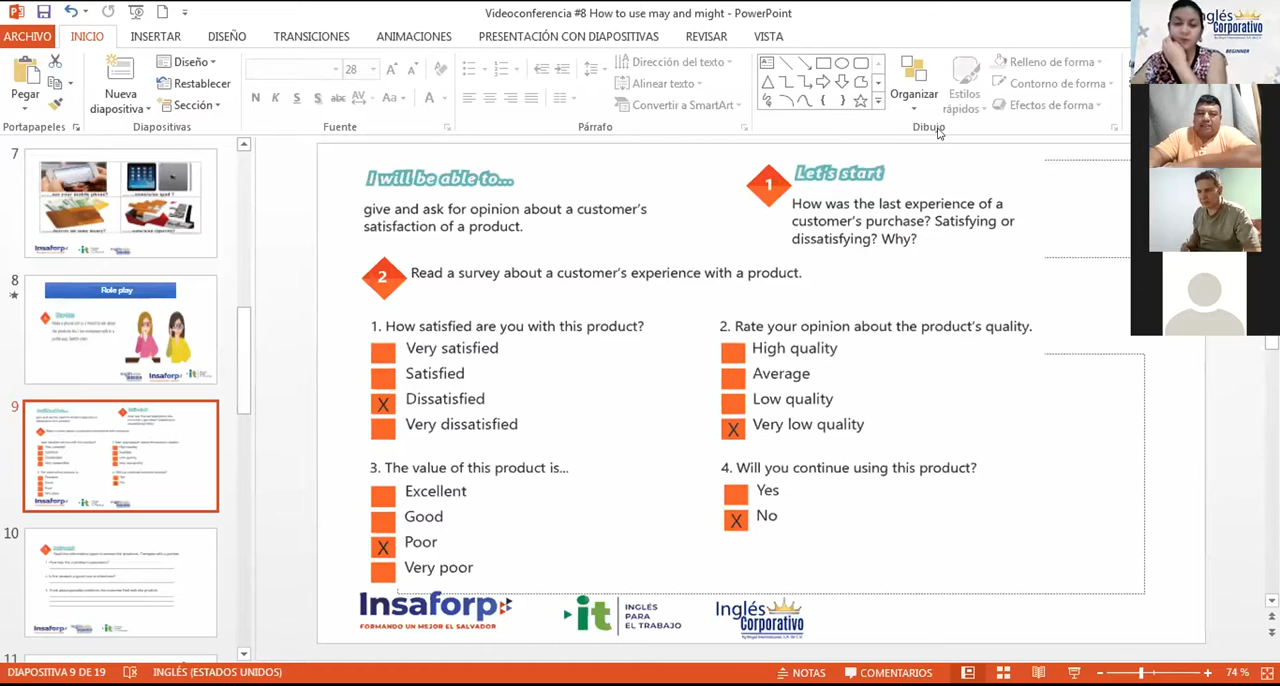 Videoconferencia #8 How to use may and might - PowerPoint
ARCHIVO INICIO INSERTAR DISEÑO TRANSICIONES ANIMACIONES PRESENTACIÓN CON DIAPOSITIVAS REVISAR VISTA
Pegar
Nueva diapositiva
Diseño
Restablecer
Sección
28
N K S S abc AV Aa A
Dirección del texto
Alinear texto
Convertir a SmartArt
Organizar
Estilos rápidos
Relleno de forma
Contorno de forma
Efectos de forma
Portapapeles Diapositivas Fuente Párrafo Dibujo
Inglés
Corporativo
BEGINNER
7
8
Role play
9
10
11
I will be able to...
give and ask for opinion about a customer's
satisfaction of a product.
1
Let's start
How was the last experience of a
customer's purchase? Satisfying or
dissatisfying? Why?
2
Read a survey about a customer's experience with a product.
1. How satisfied are you with this product?
Very satisfied
Satisfied
X Dissatisfied
Very dissatisfied
2. Rate your opinion about the product's quality.
High quality
Average
Low quality
X Very low quality
3. The value of this product is...
Excellent
Good
X Poor
Very poor
4. Will you continue using this product?
Yes
X No
Insaforp
FORMANDO UN MEJOR EL SALVADOR
it
INGLÉS
PARA
EL TRABAJO
Inglés
Corporativo
DIAPOSITIVA 9 DE 19 INGLÉS (ESTADOS UNIDOS) NOTAS COMENTARIOS 74 %